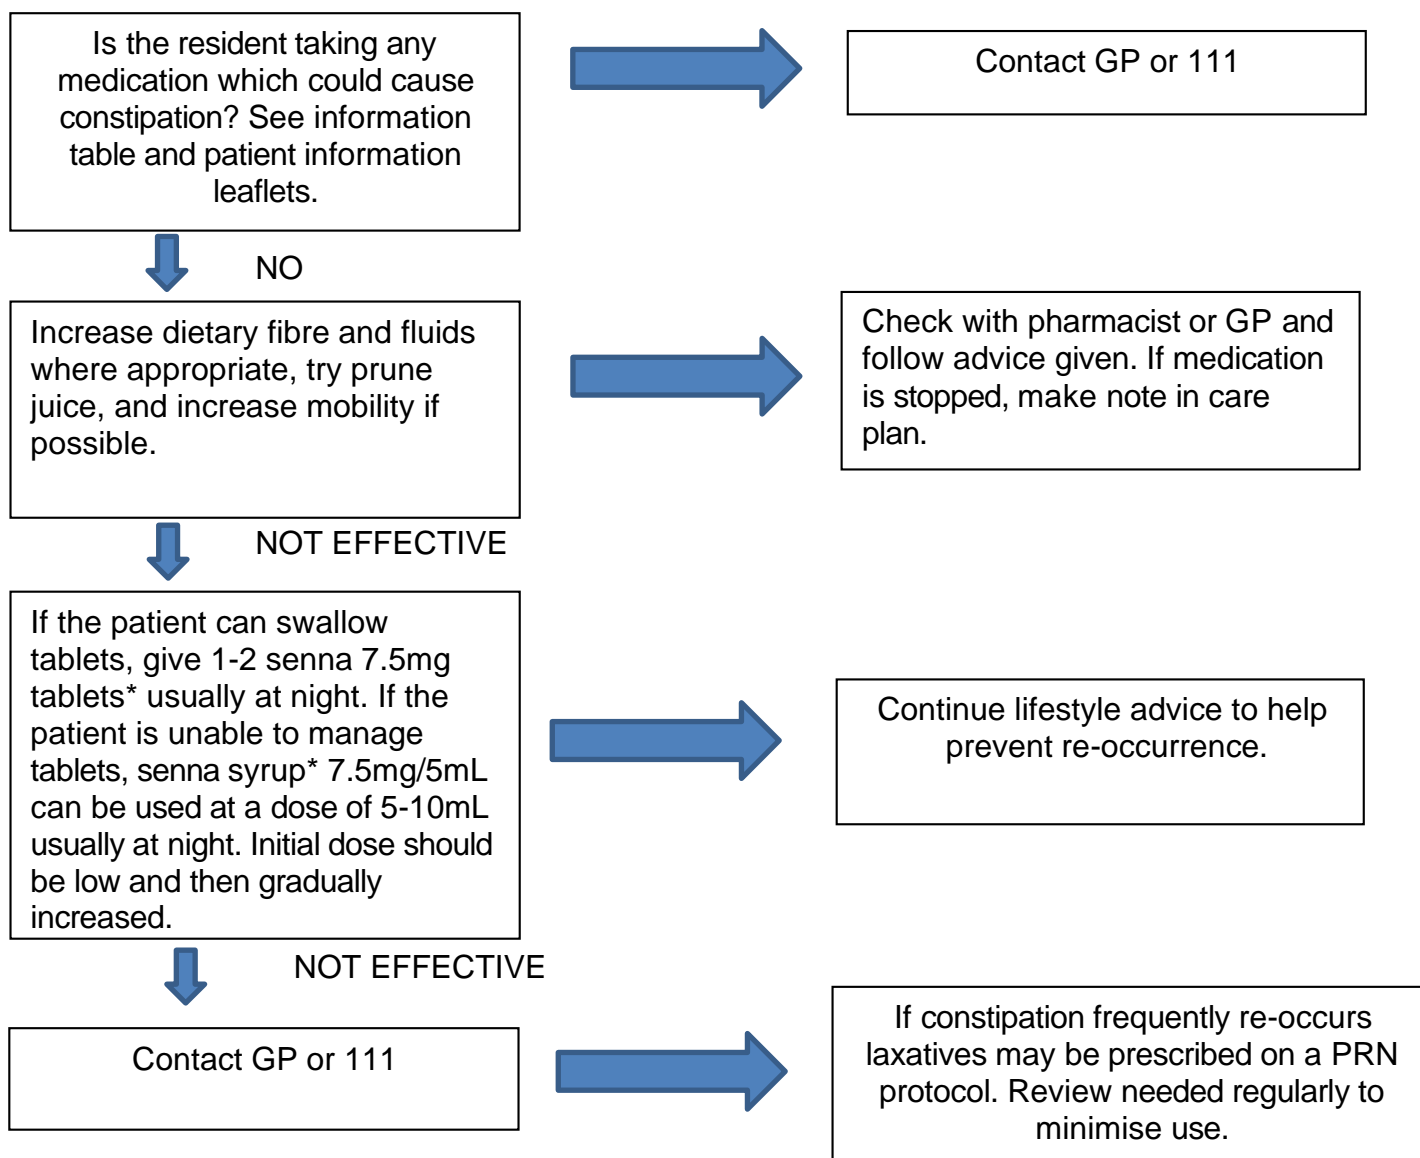 Is the resident taking any
medication which could cause
constipation? See information
table and patient information
leaflets.
Contact GP or 111
NO
Increase dietary fibre and fluids
where appropriate, try prune
juice, and increase mobility if
possible.
Check with pharmacist or GP and
follow advice given. If medication
is stopped, make note in care
plan.
NOT EFFECTIVE
If the patient can swallow
tablets, give 1-2 senna 7.5mg
tablets* usually at night. If the
patient is unable to manage
tablets, senna syrup* 7.5mg/5mL
can be used at a dose of 5-10mL
usually at night. Initial dose should
be low and then gradually
increased.
Continue lifestyle advice to help
prevent re-occurrence.
NOT EFFECTIVE
Contact GP or 111
If constipation frequently re-occurs
laxatives may be prescribed on a PRN
protocol. Review needed regularly to
minimise use.